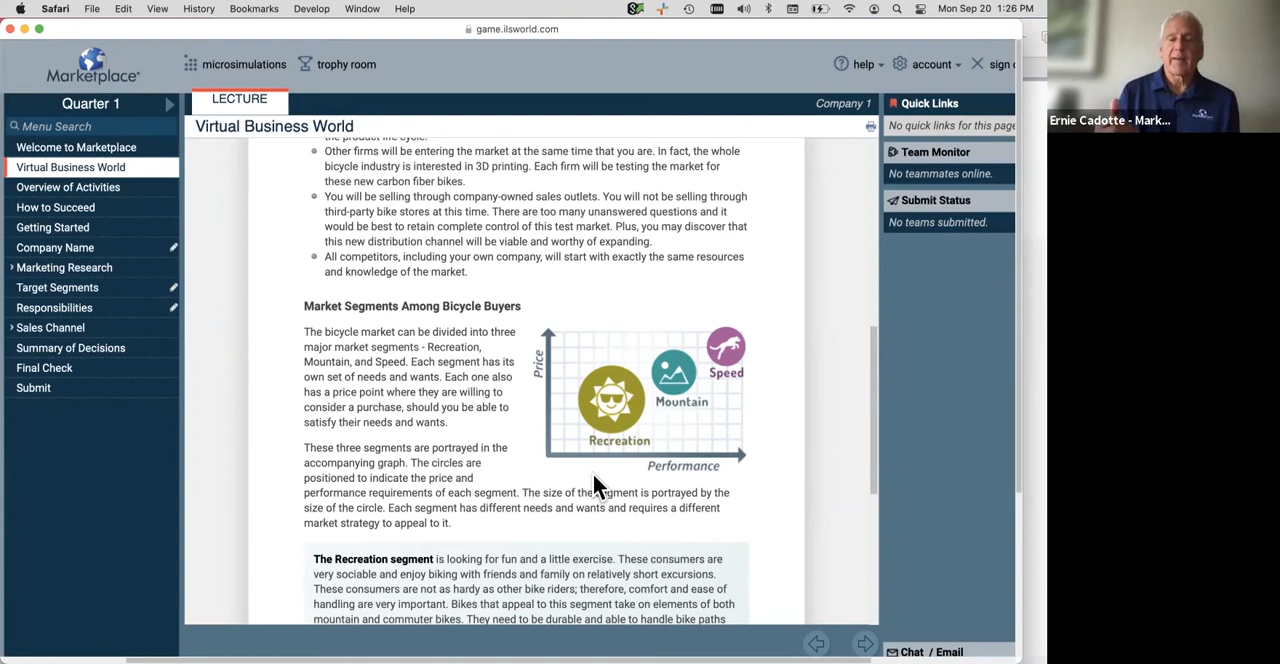 Safari File Edit View History Bookmarks Develop Window Help
Mon Sep 20 1:26 PM
game.ilsworld.com
Marketplace
microsimulations
trophy room
help
account
sign
Quarter 1
Menu Search
Welcome to Marketplace
Virtual Business World
Overview of Activities
How to Succeed
Getting Started
Company Name
Marketing Research
Target Segments
Responsibilities
Sales Channel
Summary of Decisions
Final Check
Submit
LECTURE
Company 1
Virtual Business World
the product life cycle.
Other firms will be entering the market at the same time that you are. In fact, the whole
bicycle industry is interested in 3D printing. Each firm will be testing the market for
these new carbon fiber bikes.
You will be selling through company-owned sales outlets. You will not be selling through
third-party bike stores at this time. There are too many unanswered questions and it
would be best to retain complete control of this test market. Plus, you may discover that
this new distribution channel will be viable and worthy of expanding.
All competitors, including your own company, will start with exactly the same resources
and knowledge of the market.
Market Segments Among Bicycle Buyers
The bicycle market can be divided into three
major market segments - Recreation,
Mountain, and Speed. Each segment has its
own set of needs and wants. Each one also
has a price point where they are willing to
consider a purchase, should you be able to
satisfy their needs and wants.
These three segments are portrayed in the
accompanying graph. The circles are
positioned to indicate the price and
performance requirements of each segment. The size of the segment is portrayed by the
size of the circle. Each segment has different needs and wants and requires a different
market strategy to appeal to it.
Price
Speed
Mountain
Recreation
Performance
The Recreation segment is looking for fun and a little exercise. These consumers are
very sociable and enjoy biking with friends and family on relatively short excursions.
These consumers are not as hardy as other bike riders; therefore, comfort and ease of
handling are very important. Bikes that appeal to this segment take on elements of both
mountain and commuter bikes. They need to be durable and able to handle bike paths
Quick Links
No quick links for this page
Team Monitor
No teammates online.
Submit Status
No teams submitted.
Chat / Email
Ernie Cadotte - Mark...